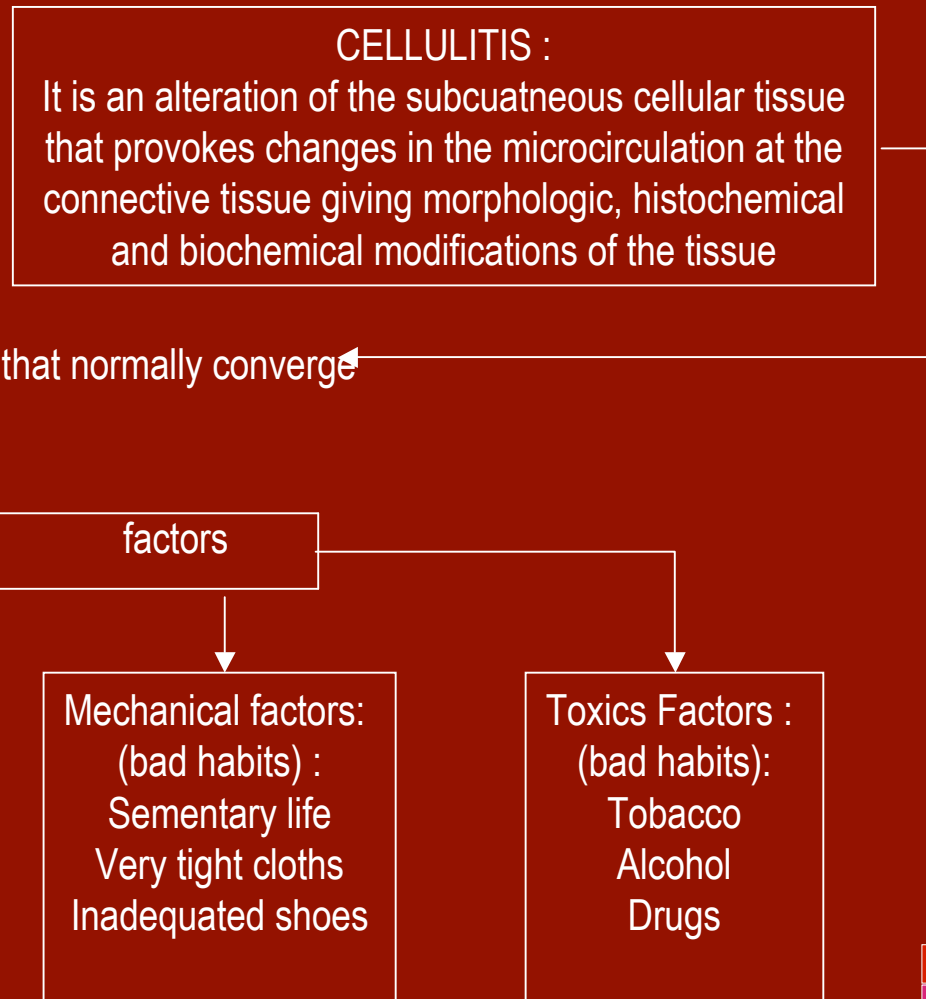 CELLULITIS :
It is an alteration of the subcuatneous cellular tissue
that provokes changes in the microcirculation at the
connective tissue giving morphologic, histochemical
and biochemical modifications of the tissue
that normally converge
factors
Mechanical factors:
(bad habits) :
Sementary life
Very tight cloths
Inadequated shoes
Toxics Factors :
(bad habits):
Tobacco
Alcohol
Drugs